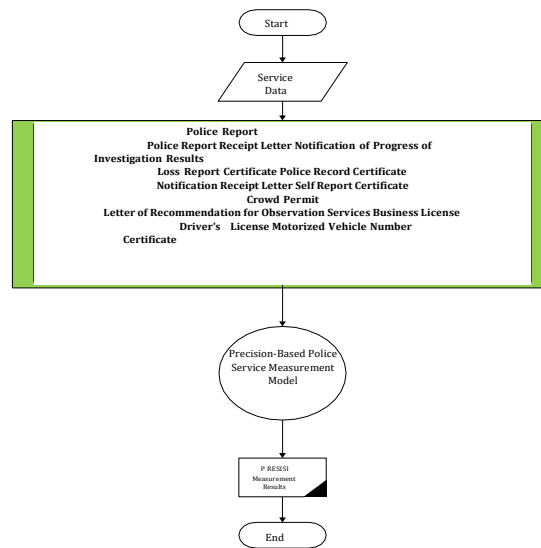 Start
Service
Data
Police Report
Police Report Receipt Letter Notification of Progress of
Investigation Results
Loss Report Certificate Police Record Certificate
Notification Receipt Letter Self Report Certificate
Crowd Permit
Letter of Recommendation for Observation Services Business License
Driver's License Motorized Vehicle Number
Certificate
Precision-Based Police
Service Measurement
Model
P RESISI
Measurement
Results
End